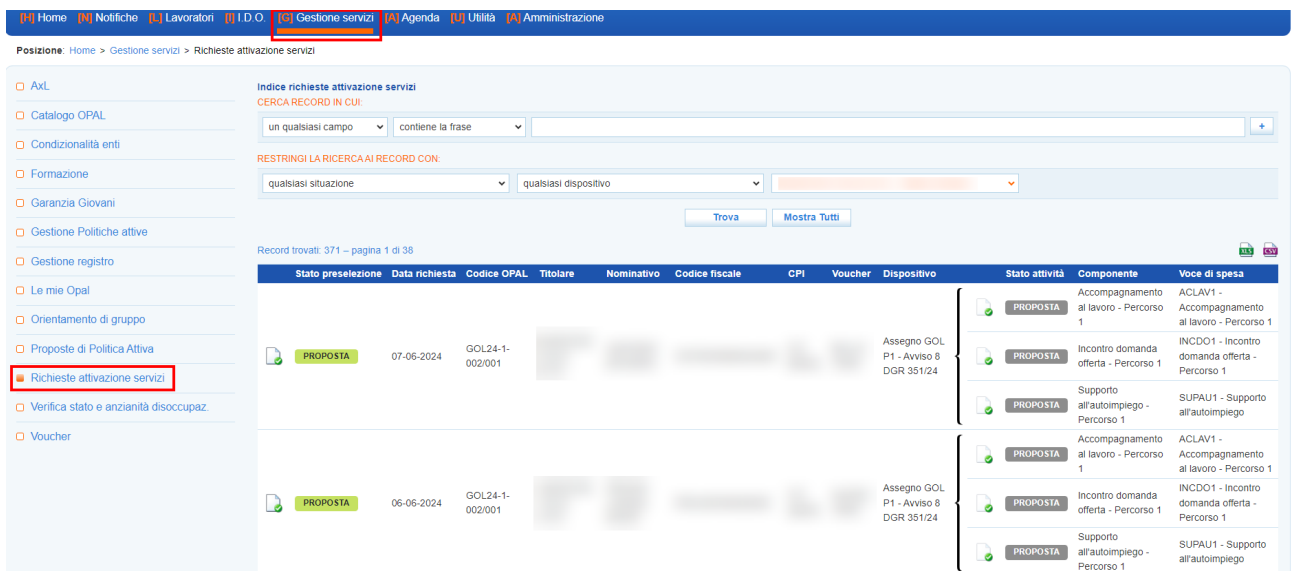 [H] Home [N] Notifiche [L] Lavoratori [I] I.D.O. [G] Gestione servizi [A] Agenda [U] Utilità [A] Amministrazione
Posizione: Home > Gestione servizi > Richieste attivazione servizi
AxL
Catalogo OPAL
Condizionalità enti
Formazione
Garanzia Giovani
Gestione Politiche attive
Gestione registro
Le mie Opal
Orientamento di gruppo
Proposte di Politica Attiva
Richieste attivazione servizi
Verifica stato e anzianità disoccupaz.
Voucher
Indice richieste attivazione servizi
CERCA RECORD IN CUI:
un qualsiasi campo contiene la frase +
RESTRINGI LA RICERCA AI RECORD CON:
qualsiasi situazione qualsiasi dispositivo
Trova Mostra Tutti
Record trovati: 371 – pagina 1 di 38 XLS CSV
Stato preselezione Data richiesta Codice OPAL Titolare Nominativo Codice fiscale CPI Voucher Dispositivo Stato attività Componente Voce di spesa
PROPOSTA 07-06-2024
GOL24-1-
002/001
Assegno GOL
P1 - Avviso 8
DGR 351/24
PROPOSTA
Accompagnamento
al lavoro - Percorso
1
ACLAV1 -
Accompagnamento
al lavoro - Percorso 1
PROPOSTA
Incontro domanda
offerta - Percorso 1
INCDO1 - Incontro
domanda offerta -
Percorso 1
PROPOSTA
Supporto
all'autoimpiego -
Percorso 1
SUPAU1 - Supporto
all'autoimpiego
PROPOSTA 06-06-2024
GOL24-1-
002/001
Assegno GOL
P1 - Avviso 8
DGR 351/24
PROPOSTA
Accompagnamento
al lavoro - Percorso
1
ACLAV1 -
Accompagnamento
al lavoro - Percorso 1
PROPOSTA
Incontro domanda
offerta - Percorso 1
INCDO1 - Incontro
domanda offerta -
Percorso 1
PROPOSTA
Supporto
all'autoimpiego -
Percorso 1
SUPAU1 - Supporto
all'autoimpiego